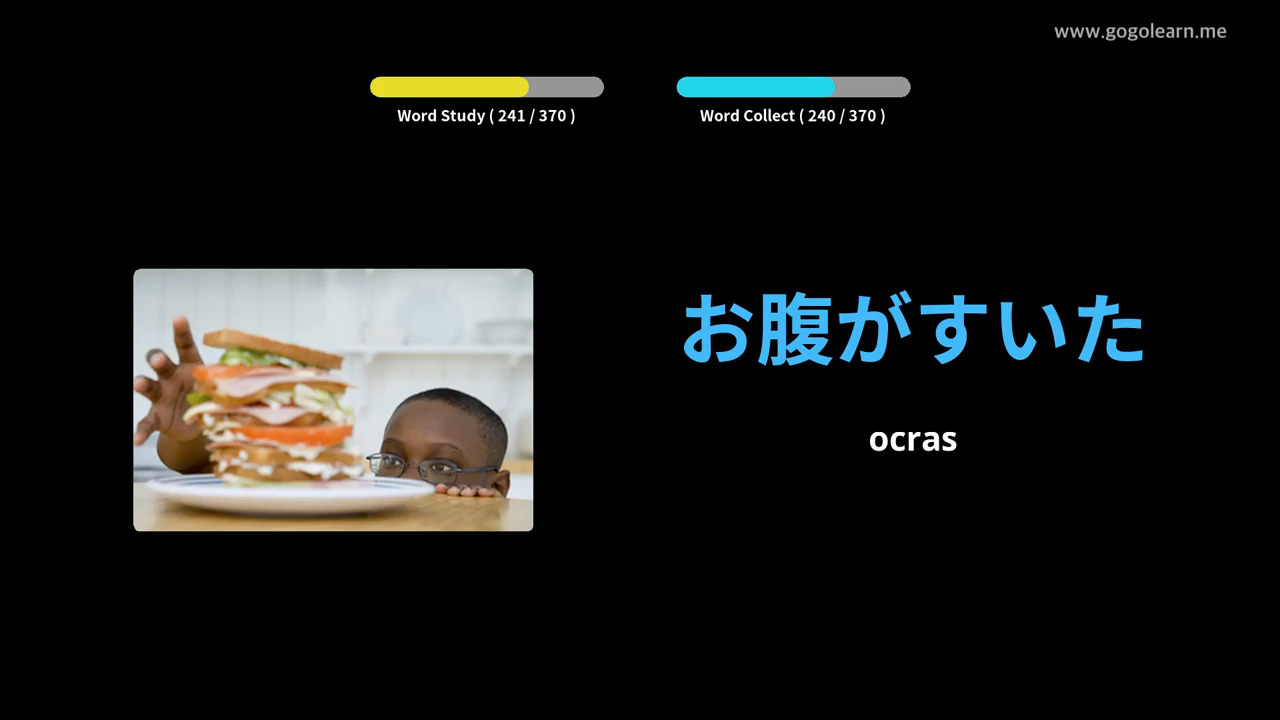 www.gogolearn.me
Word Study ( 241 / 370 )
Word Collect ( 240 / 370 )
お腹がすいた
ocras